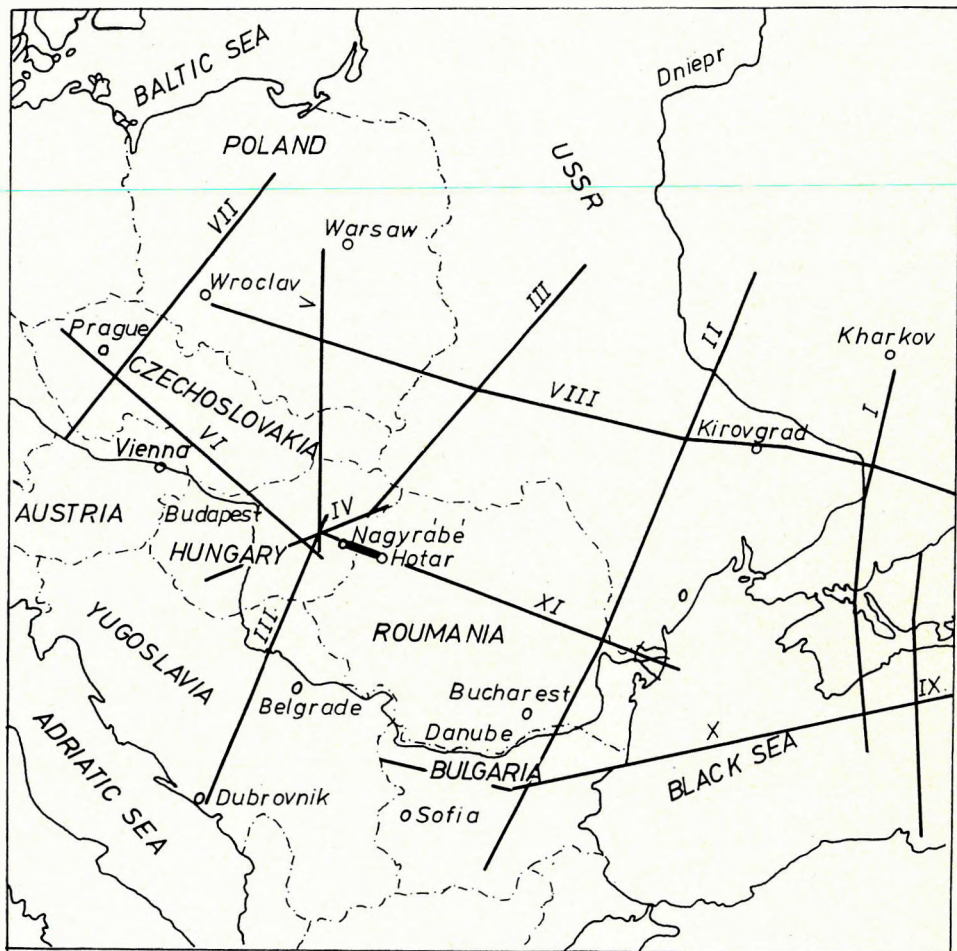 BALTIC SEA
Dniepr
POLAND
USSR
VII
Warsaw
Wroclav
III
II
Prague
Kharkov
CZECHOSLOVAKIA
VIII
I
VI
Kirovgrad
Vienna
AUSTRIA
Budapest
IV
Nagyrábé
HUNGARY
Hotar
XI
III
ROUMANIA
YUGOSLAVIA
Belgrade
Bucharest
IX
Danube
X
BLACK SEA
ADRIATIC SEA
BULGARIA
Dubrovnik
Sofia